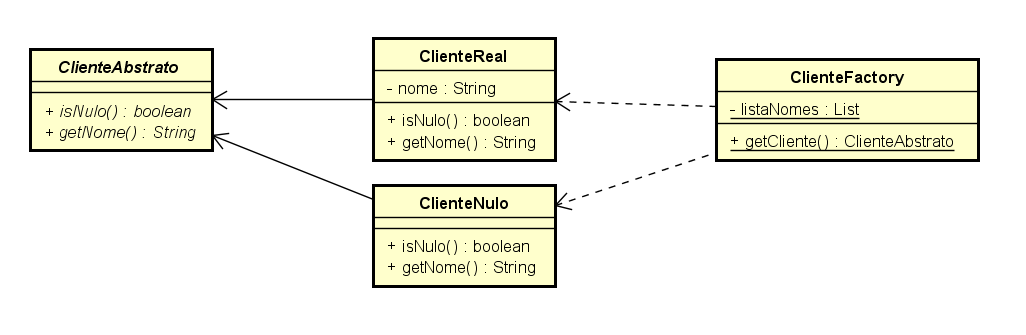 ClienteAbstrato
+ isNulo() : boolean
+ getNome() : String
ClienteReal
- nome : String
+ isNulo() : boolean
+ getNome() : String
ClienteNulo
+ isNulo() : boolean
+ getNome() : String
ClienteFactory
- listaNomes : List
+ getCliente() : ClienteAbstrato